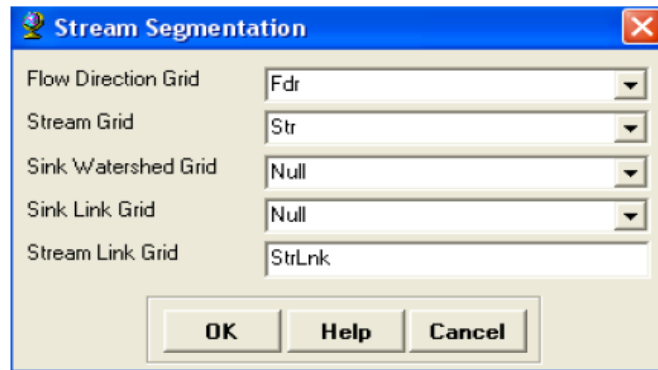 Stream Segmentation
Flow Direction Grid Fdr
Stream Grid Str
Sink Watershed Grid Null
Sink Link Grid Null
Stream Link Grid StrLnk
OK Help Cancel